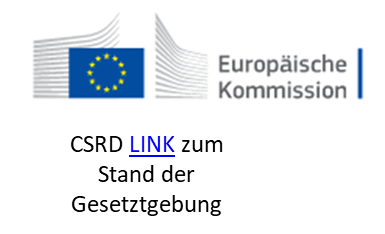 Europäische
Kommission
CSRD LINK zum
Stand der
Gesetztgebung